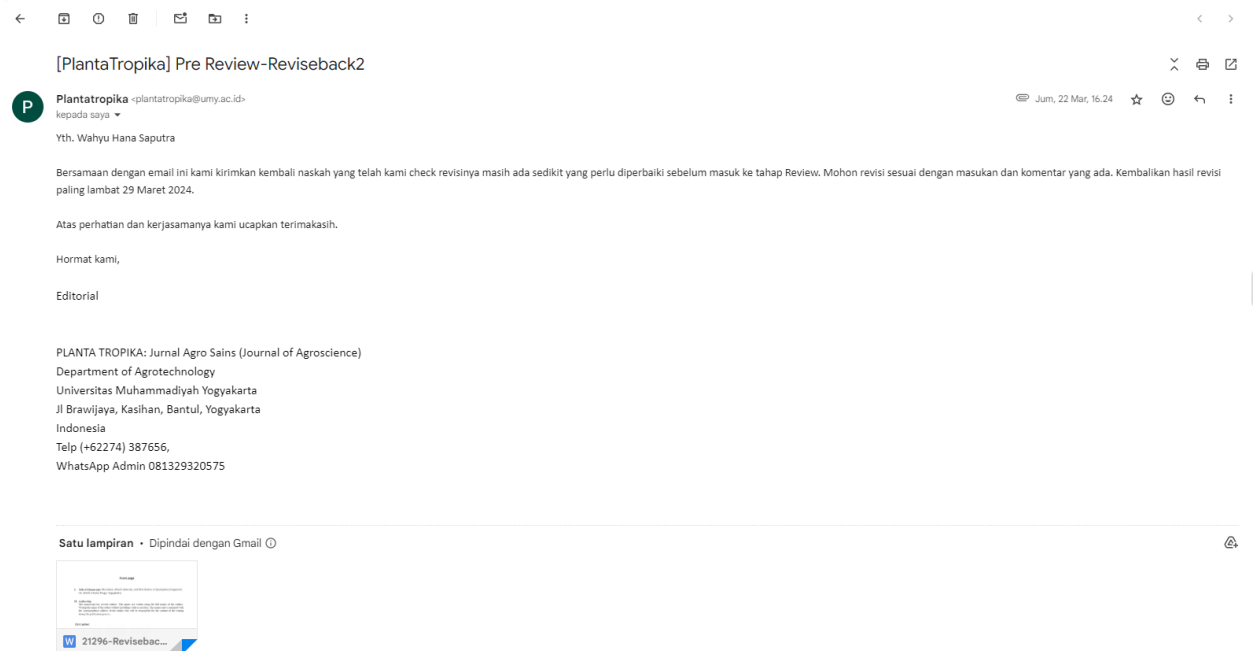 [PlantaTropika] Pre Review-Reviseback2
P
Plantatropika <plantatropika@umy.ac.id>
Jum, 22 Mar, 16.24
kepada saya
Yth. Wahyu Hana Saputra
Bersamaan dengan email ini kami kirimkan kembali naskah yang telah kami check revisinya masih ada sedikit yang perlu diperbaiki sebelum masuk ke tahap Review. Mohon revisi sesuai dengan masukan dan komentar yang ada. Kembalikan hasil revisi
paling lambat 29 Maret 2024.
Atas perhatian dan kerjasamanya kami ucapkan terimakasih.
Hormat kami,
Editorial
PLANTA TROPIKA: Jurnal Agro Sains (Journal of Agroscience)
Department of Agrotechnology
Universitas Muhammadiyah Yogyakarta
Jl Brawijaya, Kasihan, Bantul, Yogyakarta
Indonesia
Telp (+62274) 387656,
WhatsApp Admin 081329320575
Satu lampiran • Dipindai dengan Gmail
W 21296-Revisebac...